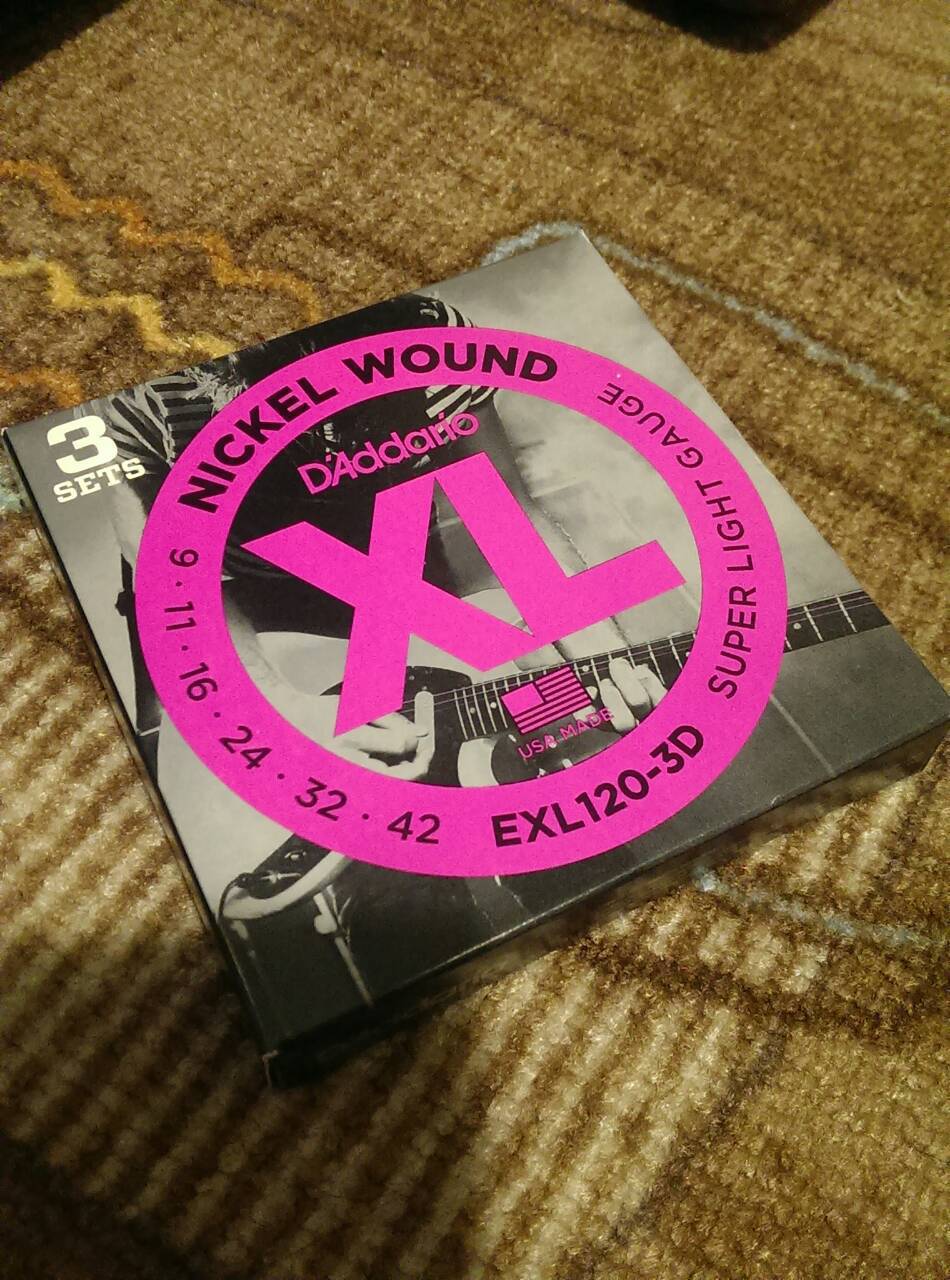 3
SETS
NICKEL WOUND
SUPER LIGHT GAUGE
D'Addario
XL
USA MADE
9 · 11 · 16 · 24 · 32 · 42
EXL120-3D